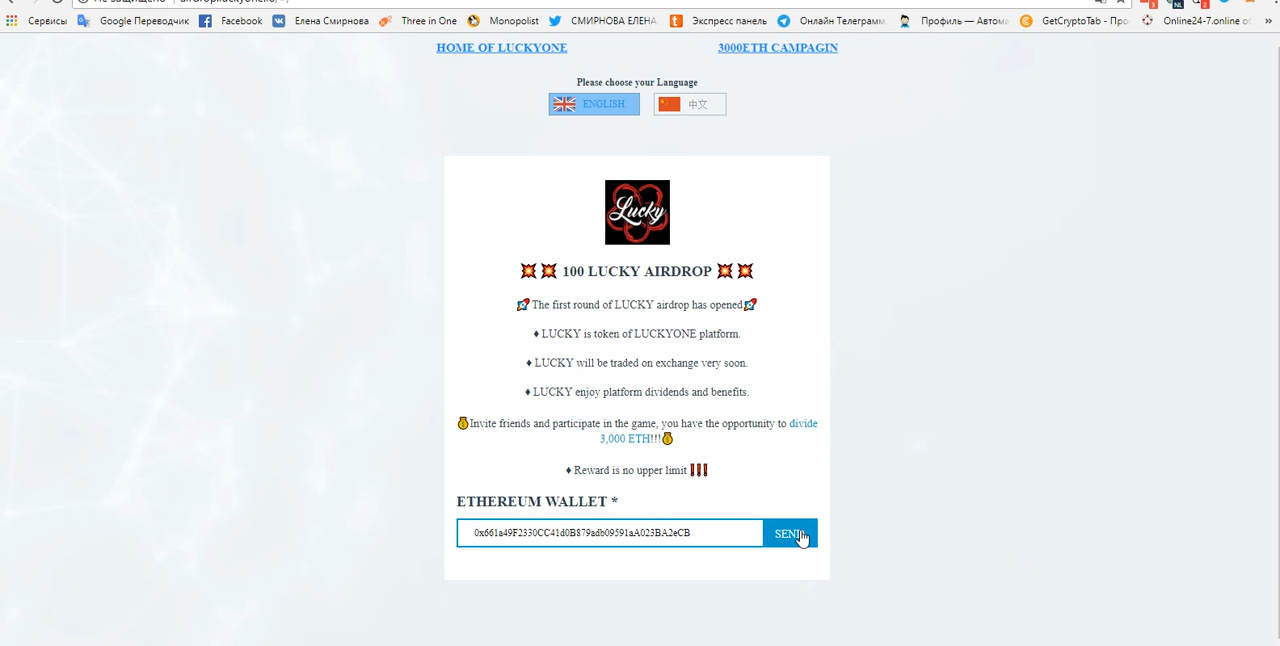 Сервисы Google Переводчик Facebook Елена Смирнова Three in One Monopolist СМИРНОВА ЕЛЕНА Экспресс панель Онлайн Телеграмм, Профиль — Автома GetCryptoTab - Про Online24-7.online of »
HOME OF LUCKYONE 3000ETH CAMPAGIN
Please choose your Language
ENGLISH 中文
Lucky
100 LUCKY AIRDROP
The first round of LUCKY airdrop has opened
♦ LUCKY is token of LUCKYONE platform.
♦ LUCKY will be traded on exchange very soon.
♦ LUCKY enjoy platform dividends and benefits.
Invite friends and participate in the game, you have the opportunity to divide
3,000 ETH!!!
♦ Reward is no upper limit ❗❗❗
ETHEREUM WALLET *
0x661a49F2330CC41d0B879adb09591aA023BA2eCB SEND